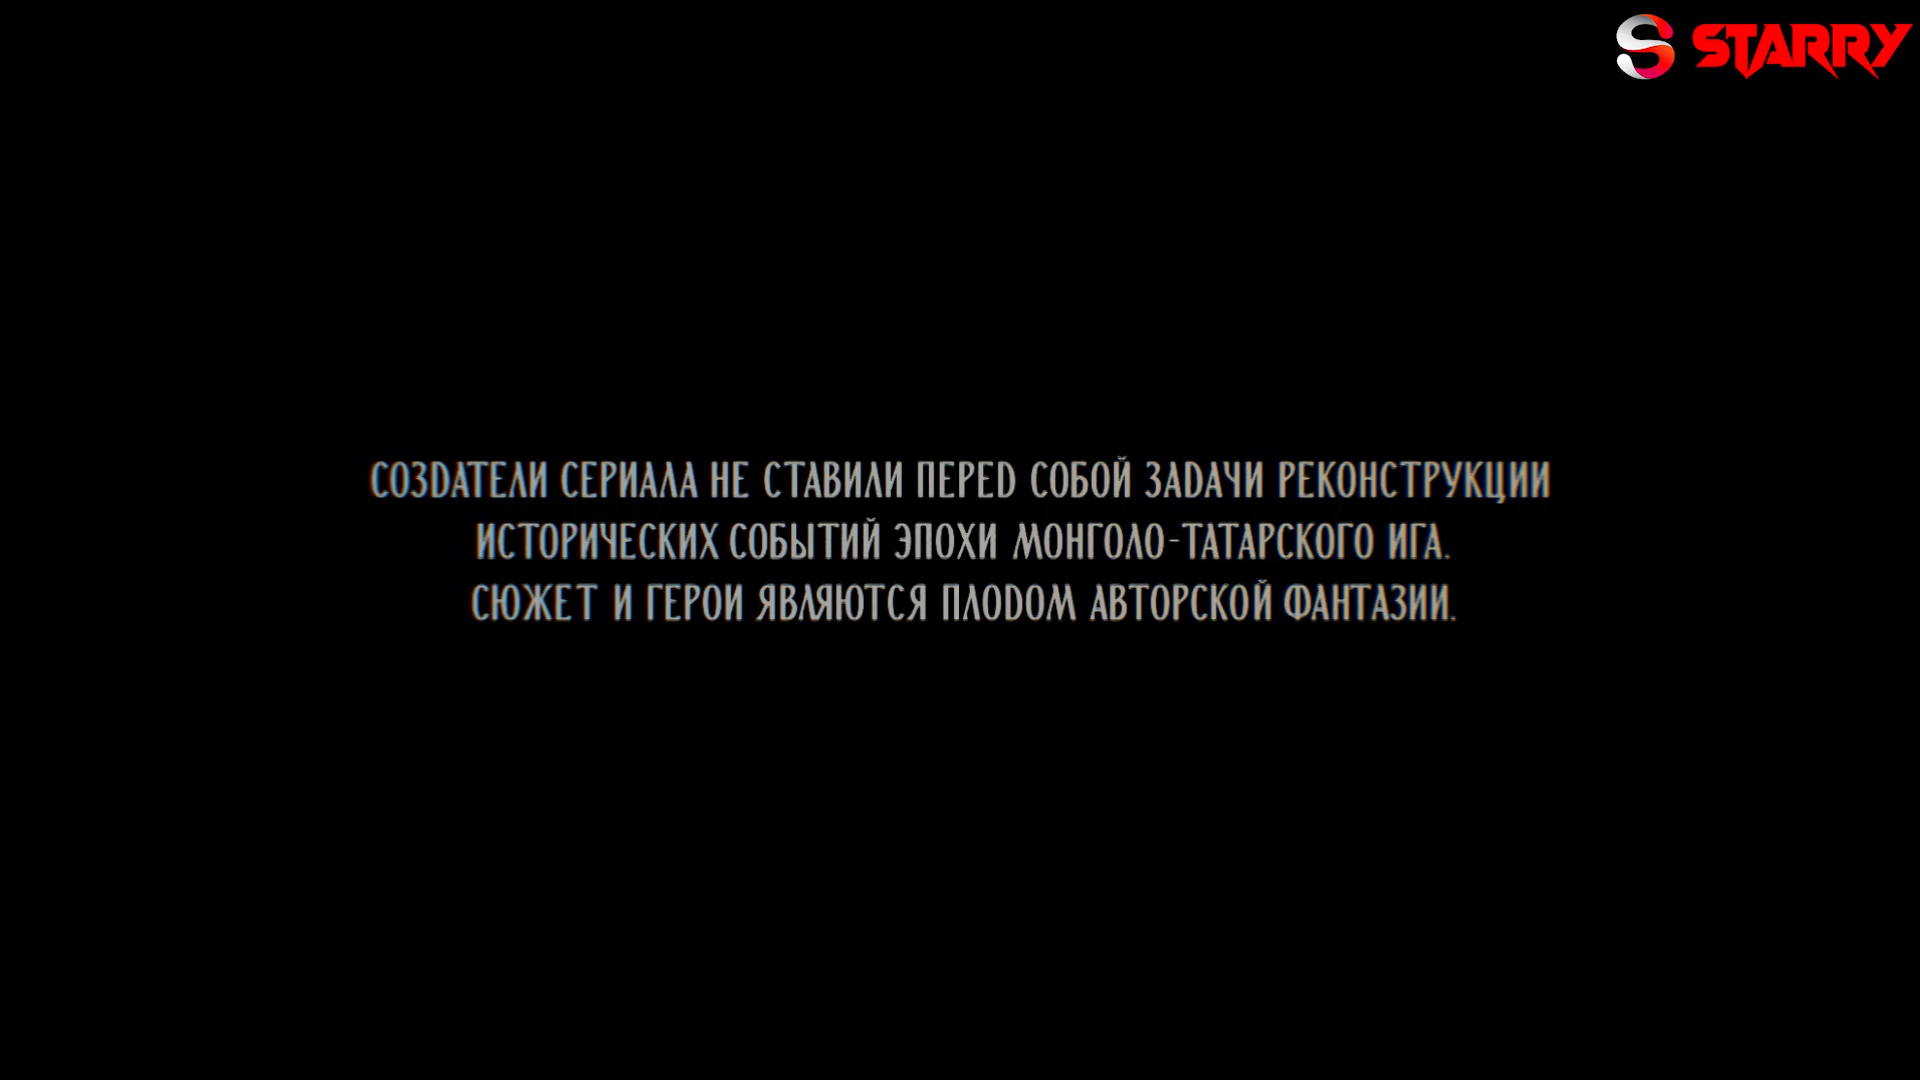 STARRY
СОЗДАТЕЛИ СЕРИАЛА НЕ СТАВИЛИ ПЕРЕД СОБОЙ ЗАДАЧИ РЕКОНСТРУКЦИИ
ИСТОРИЧЕСКИХ СОБЫТИЙ ЭПОХИ МОНГОЛО-ТАТАРСКОГО ИГА.
СЮЖЕТ И ГЕРОИ ЯВЛЯЮТСЯ ПЛОДОМ АВТОРСКОЙ ФАНТАЗИИ.